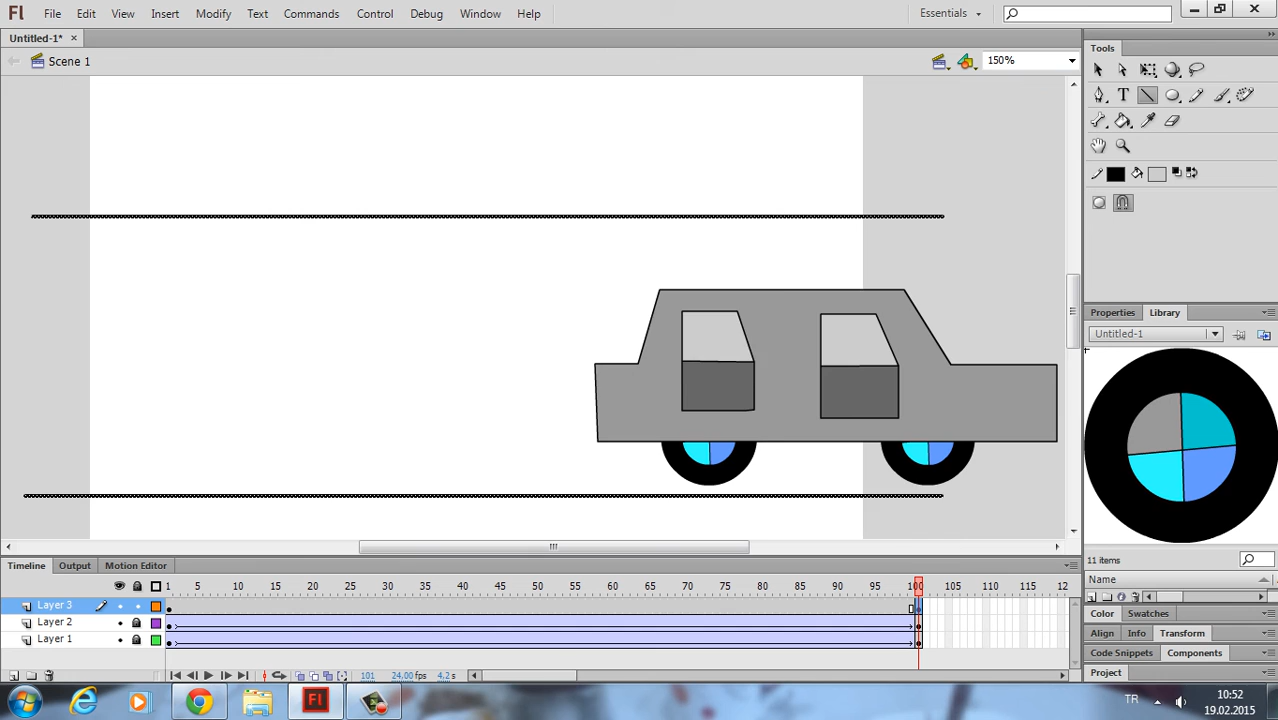 Fl File Edit View Insert Modify Text Commands Control Debug Window Help Essentials
Untitled-1*
Scene 1 150%
Tools
T
Properties Library
Untitled-1
11 items
Name
Color Swatches
Align Info Transform
Code Snippets Components
Project
Timeline Output Motion Editor
1 5 10 15 20 25 30 35 40 45 50 55 60 65 70 75 80 85 90 95 100 105 110 115 12
Layer 3
Layer 2
Layer 1
101 24,00 fps 4,2 s
Fl TR 10:52
19.02.2015